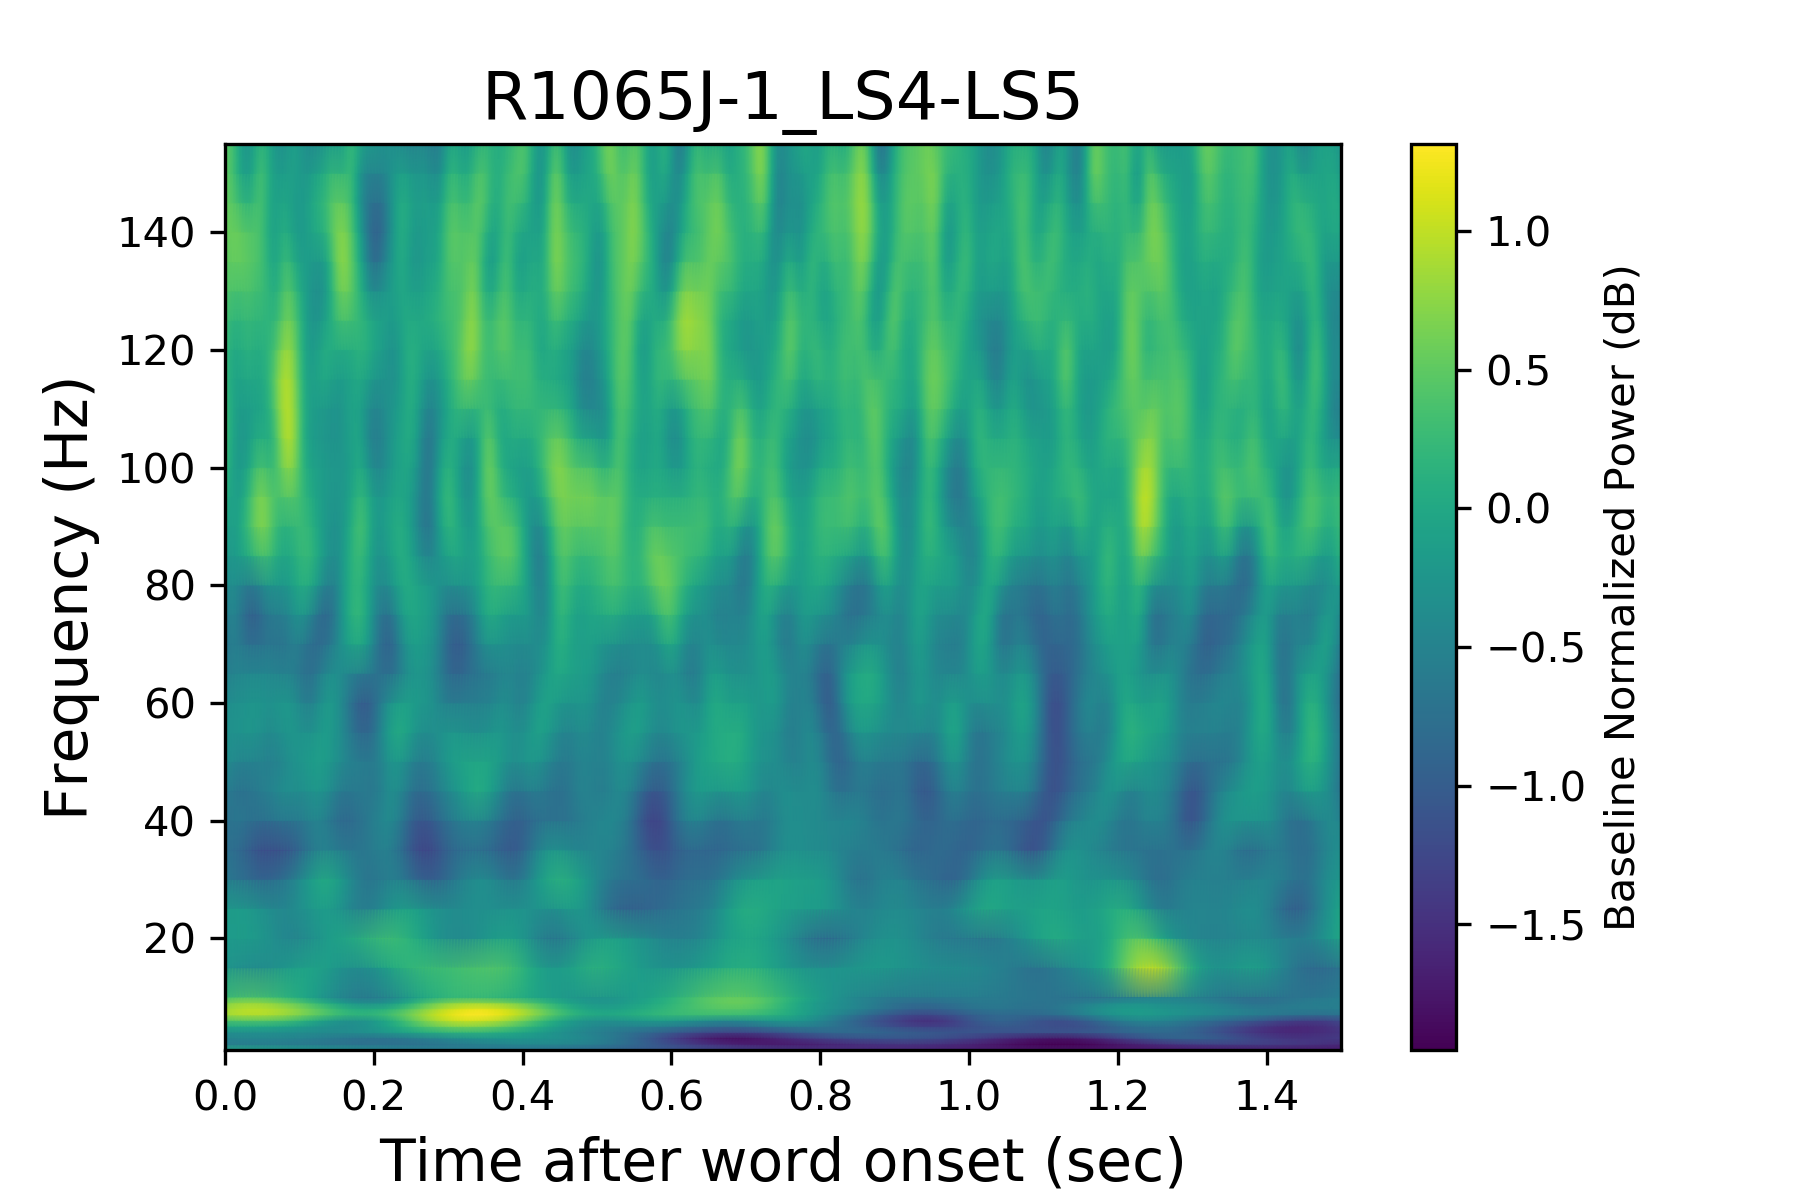 R1065J-1_LS4-LS5
Frequency (Hz)
140
120
100
80
60
40
20
0.0 0.2 0.4 0.6 0.8 1.0 1.2 1.4
Time after word onset (sec)
1.0
0.5
0.0
−0.5
−1.0
−1.5
Baseline Normalized Power (dB)